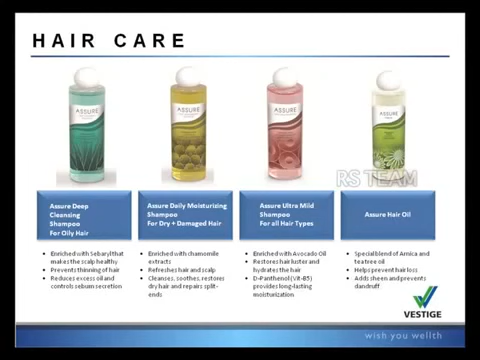 HAIR CARE
ASSURE
ASSURE
ASSURE
ASSURE
RS TEAM
Assure Deep
Cleansing
Shampoo
For Oily Hair
Assure Daily Moisturizing
Shampoo
For Dry + Damaged Hair
Assure Ultra Mild
Shampoo
For all Hair Types
Assure Hair Oil
• Enriched with Sebaryl that
makes the scalp healthy
• Prevents thinning of hair
• Reduces excess oil and
controls sebum secretion
• Enriched with chamomile
extracts
• Refreshes hair and scalp
• Cleanses, soothes, restores
dry hair and repairs split-
ends
• Enriched with Avocado Oil
• Restores hair luster and
hydrates the hair
• D-Panthenol (Vit-B5)
provides long-lasting
moisturization
• Special blend of Arnica and
tea tree oil
• Helps prevent hair loss
• Adds sheen and prevents
dandruff
VESTIGE
wish you wellth